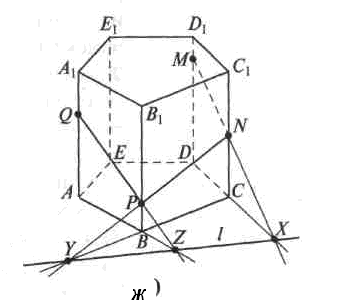 E₁ D₁
M
A₁ C₁
Q B₁
N
E D
A P C
B Z l X
Y
ж )